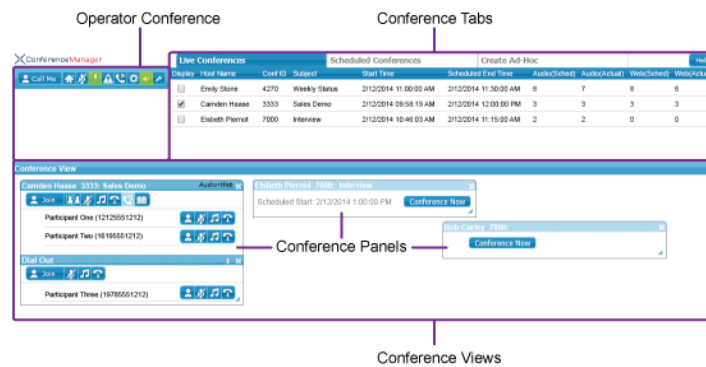 Operator Conference
Conference Tabs
XConferenceManager
Call Me
Live Conferences Scheduled Conferences Create Ad-Hoc
Display Host Name Conf ID Subject Start Time Scheduled End Time Audio(Sched) Audio(Actual) Web(Sched)
Emily Stone 4270 Weekly Status 2/12/2014 11:00:00 AM 2/12/2014 11:30:00 AM 8 7 8 6
Camden Haase 3333 Sales Demo 2/12/2014 09:58:19 AM 2/12/2014 12:00:00 PM 3 3 3 3
Elsbeth Piernot 7000 Interview 2/12/2014 10:46:03 AM 2/12/2014 11:15:00 AM 2 2 0 0
Conference View
Camden Haase 3333: Sales Demo Audio+Web
Join
Participant One (12125551212)
Participant Two (16195551212)
Dial Out
Join
Participant Three (19785551212)
Elsbeth Piernot 7000: Interview
Scheduled Start: 2/12/2014 1:00:00 PM Conference Now
Bob Curley 7890:
Conference Now
Conference Panels
Conference Views